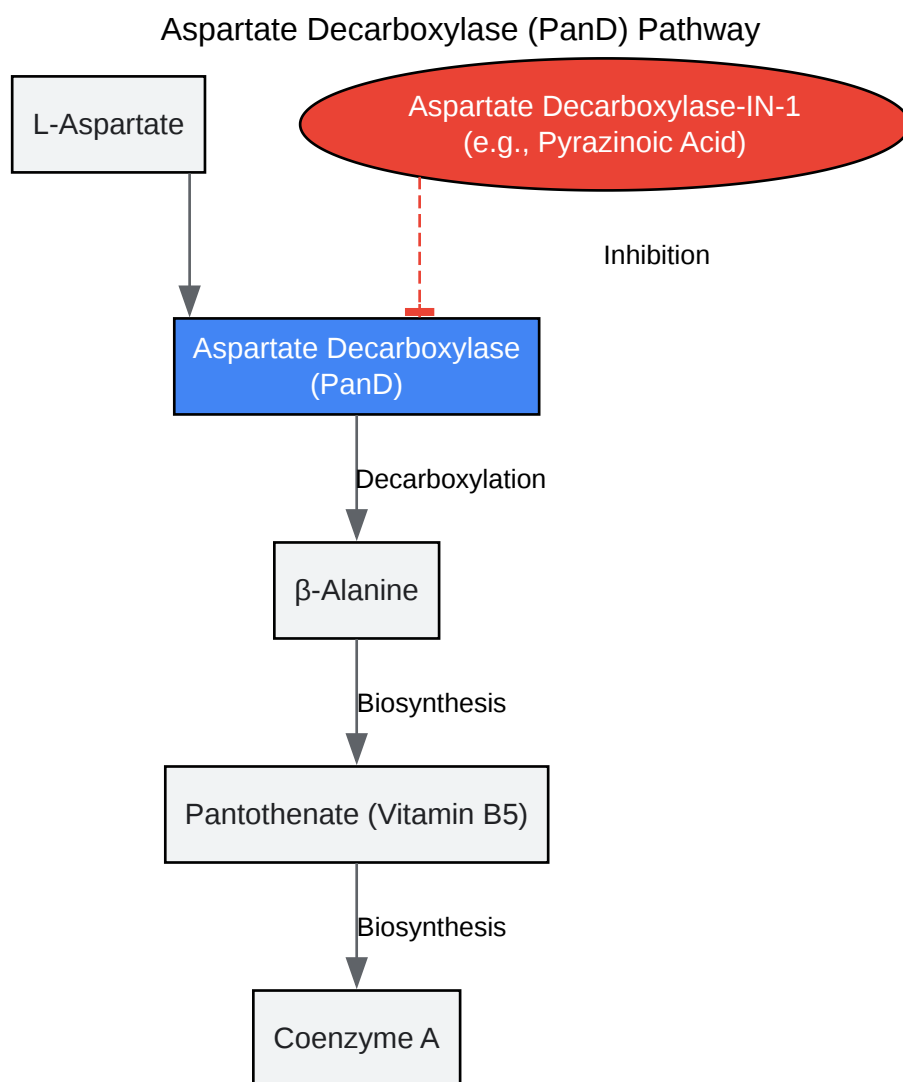 Aspartate Decarboxylase (PanD) Pathway
L-Aspartate
Aspartate Decarboxylase-IN-1
(e.g., Pyrazinoic Acid)
Inhibition
Aspartate Decarboxylase
(PanD)
Decarboxylation
β-Alanine
Biosynthesis
Pantothenate (Vitamin B5)
Biosynthesis
Coenzyme A